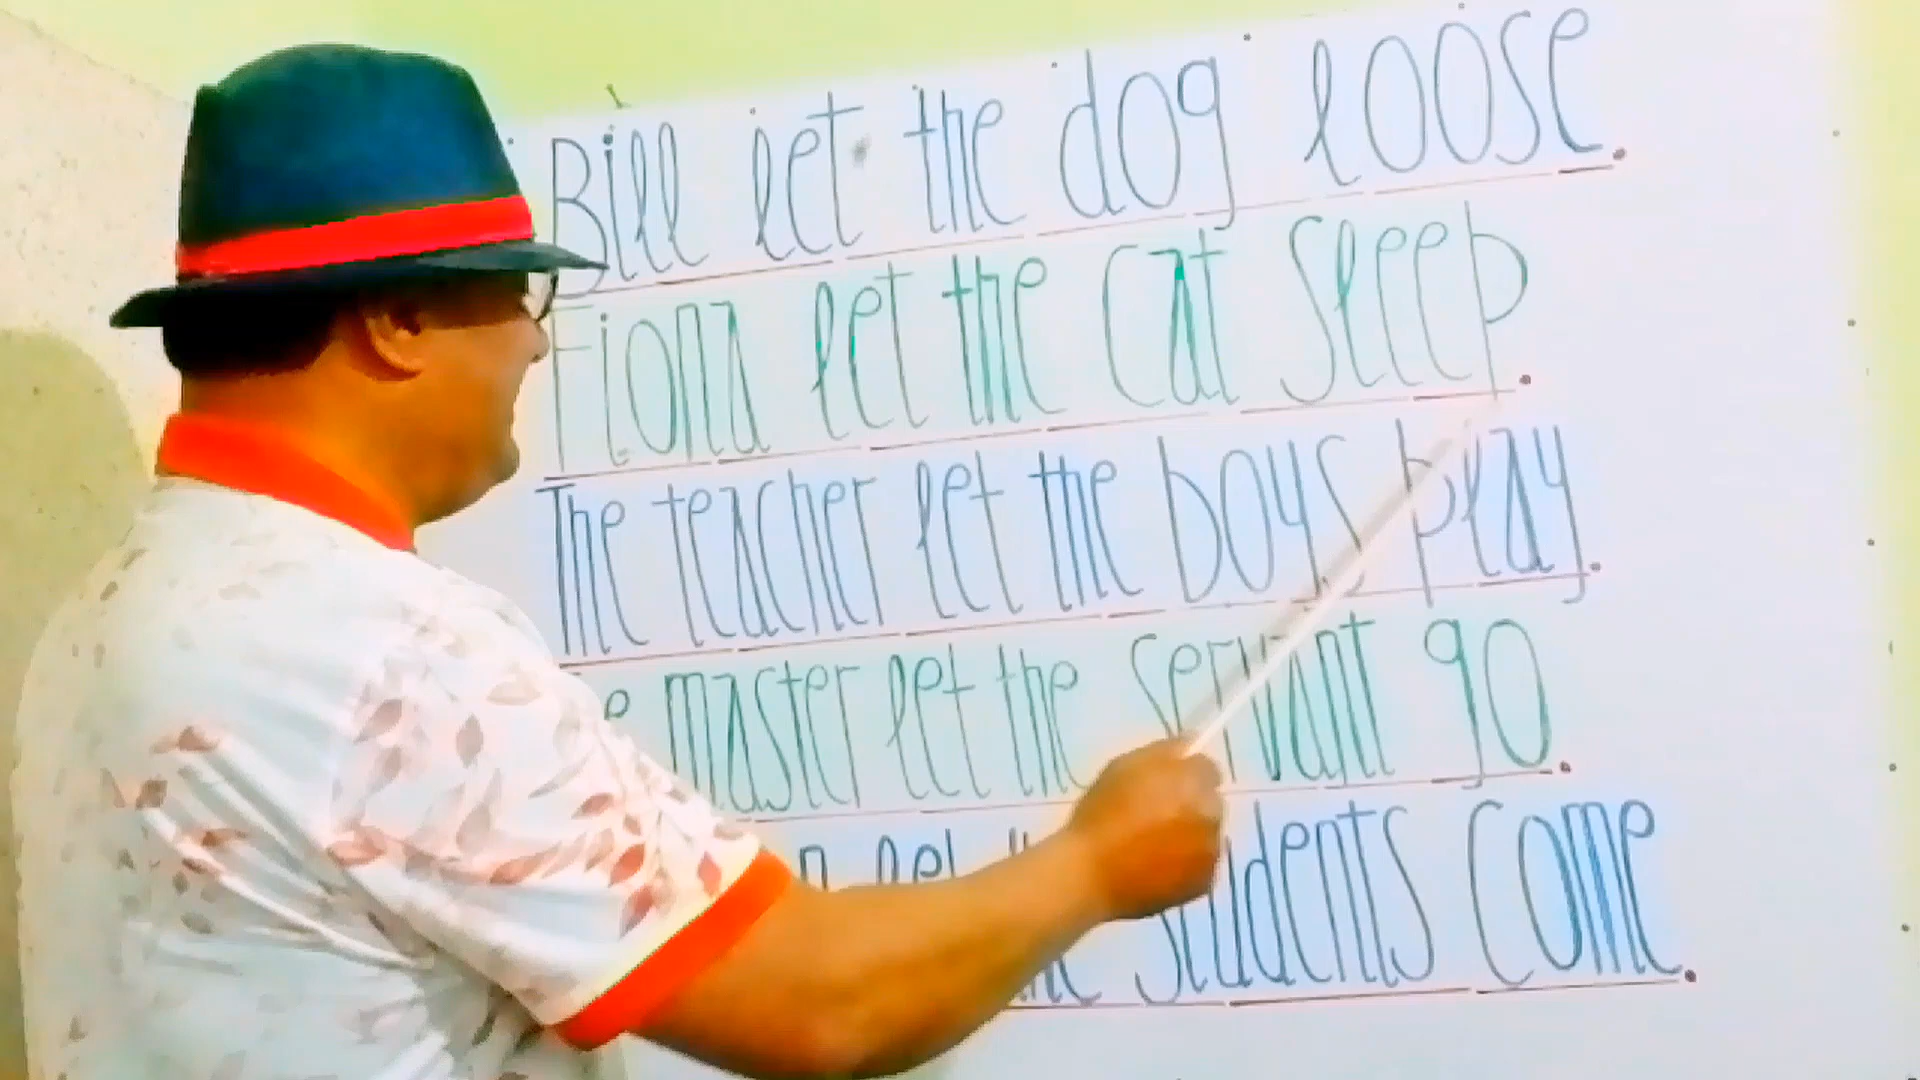 Bill let the dog loose.
Fiona let the cat sleep.
The teacher let the boys play.
master let the servant go.
let the students come.